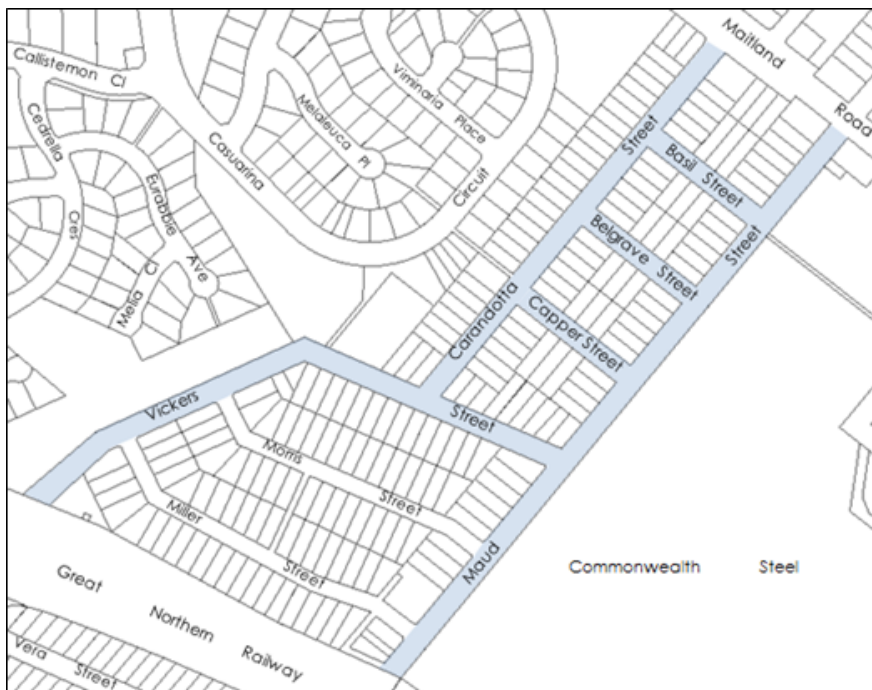 Maitland
Road
Callistemon Cl
Viminaria Place
Cedrella
Cres
Melaleuca Pl
Casuarina
Circuit
Eurabbie
Ave
Melia Cl
Street
Basil Street
Belgrave Street
Street
Carandotta
Capper Street
Vickers
Street
Morris
Street
Miller
Street
Maud
Commonwealth Steel
Great
Northern
Railway
Vera
Street